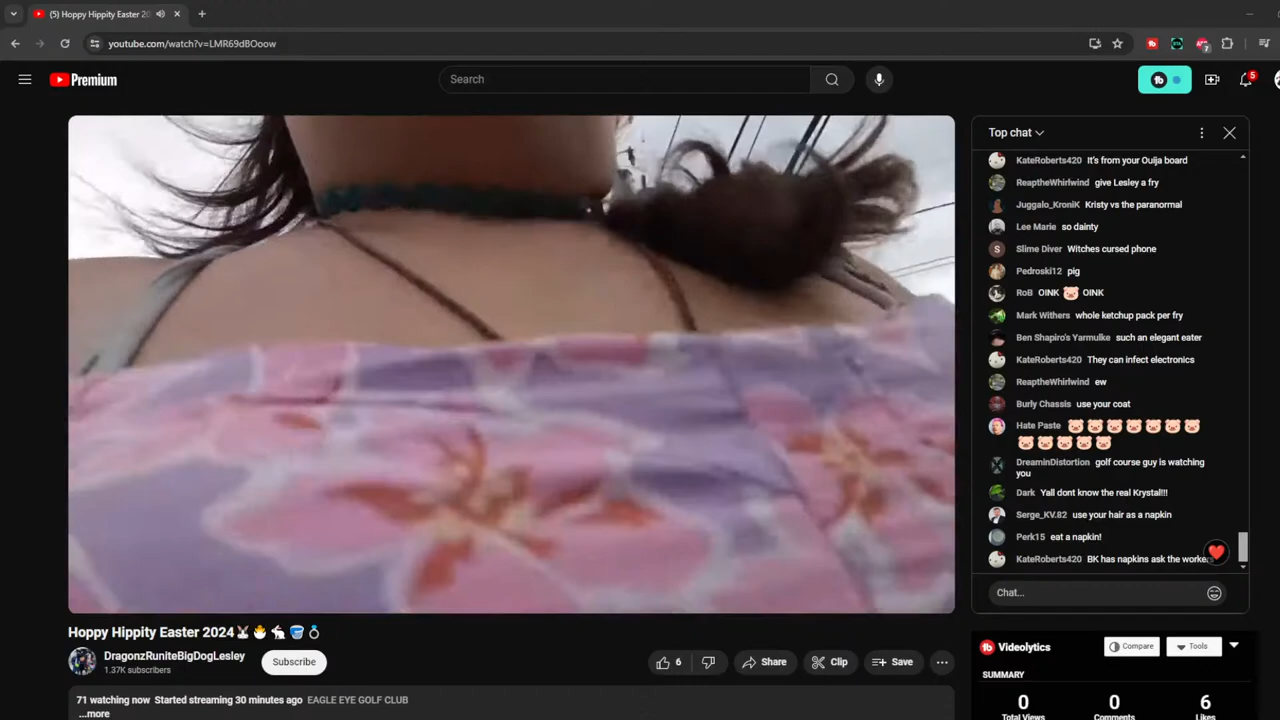 (5) Hoppy Hippity Easter 20
youtube.com/watch?v=LMR69dBOoow
7
Premium
Search
5
Top chat
KateRoberts420 It's from your Ouija board
ReaptheWhirlwind give Lesley a fry
Juggalo_KroniK Kristy vs the paranormal
Lee Marie so dainty
S Slime Diver Witches cursed phone
Pedroski12 pig
RoB OINK 🐷 OINK
Mark Withers whole ketchup pack per fry
Ben Shapiro's Yarmulke such an elegant eater
KateRoberts420 They can infect electronics
ReaptheWhirlwind ew
Burly Chassis use your coat
Hate Paste 🐷🐷🐷🐷🐷🐷🐷
🐷🐷🐷🐷🐷
DreaminDistortion golf course guy is watching
you
Dark Yall dont know the real Krystal!!!
Serge_KV.82 use your hair as a napkin
Perk15 eat a napkin!
KateRoberts420 BK has napkins ask the workers
Chat...
Hoppy Hippity Easter 2024🐰🐣 🐇 🪣 💍
DragonzRuniteBigDogLesley
1.37K subscribers
Subscribe
6
Share
Clip
Save
71 watching now Started streaming 30 minutes ago EAGLE EYE GOLF CLUB
...more
Videolytics
Compare
Tools
SUMMARY
0 0 6
Total Views Comments Likes